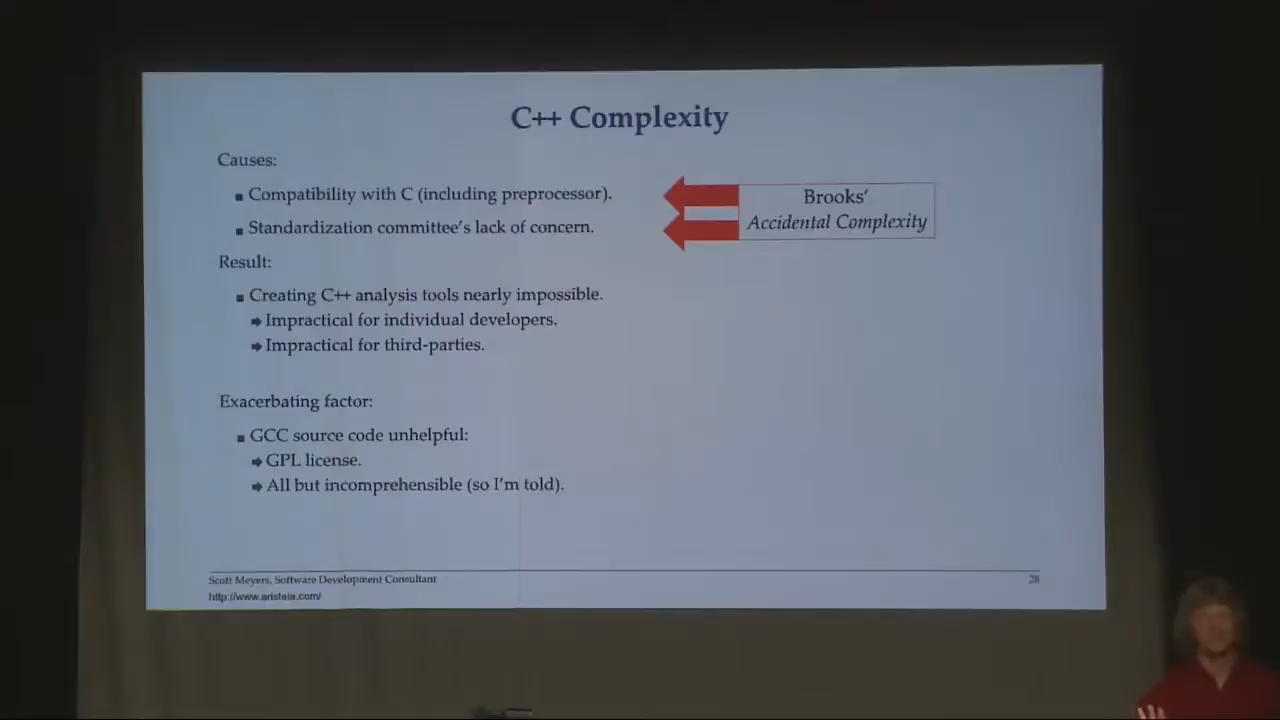 C++ Complexity
Causes:
▪ Compatibility with C (including preprocessor).
▪ Standardization committee's lack of concern.
Brooks'
Accidental Complexity
Result:
▪ Creating C++ analysis tools nearly impossible.
➡ Impractical for individual developers.
➡ Impractical for third-parties.
Exacerbating factor:
▪ GCC source code unhelpful:
➡ GPL license.
➡ All but incomprehensible (so I'm told).
Scott Meyers, Software Development Consultant
http://www.aristeia.com/
28